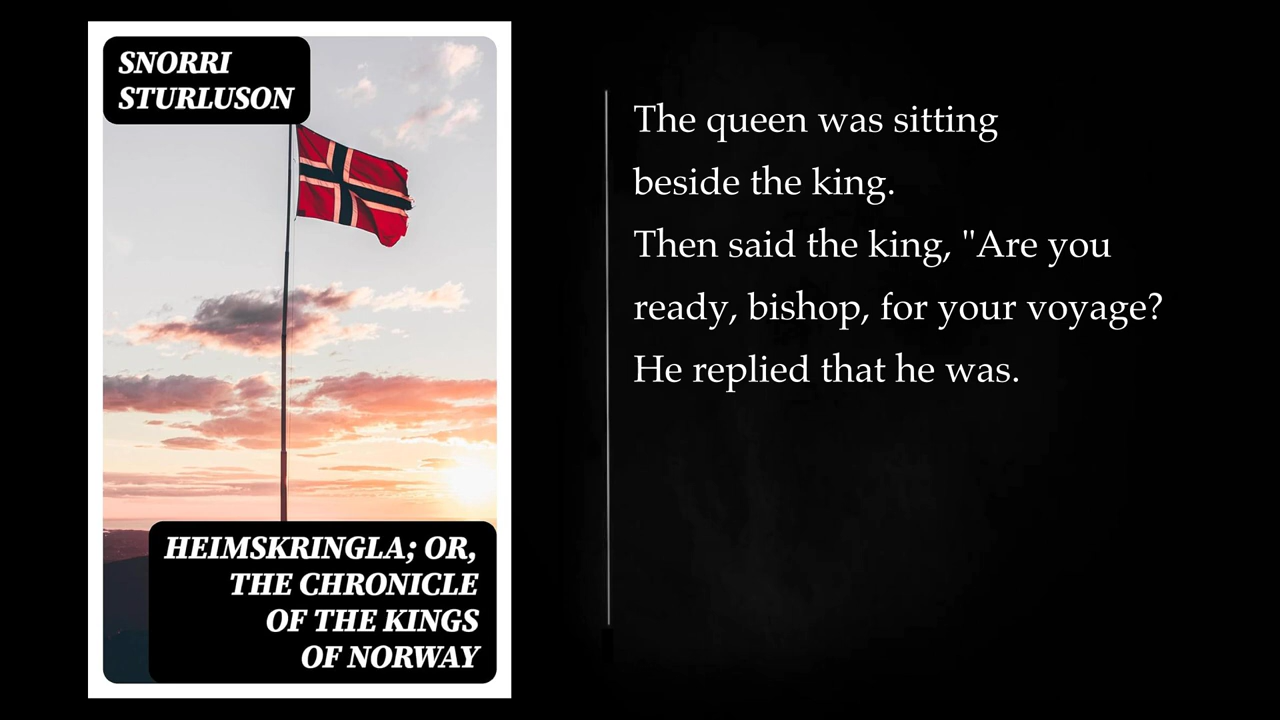 SNORRI
STURLUSON
HEIMSKRINGLA; OR,
THE CHRONICLE
OF THE KINGS
OF NORWAY
The queen was sitting
beside the king.
Then said the king, "Are you
ready, bishop, for your voyage?
He replied that he was.